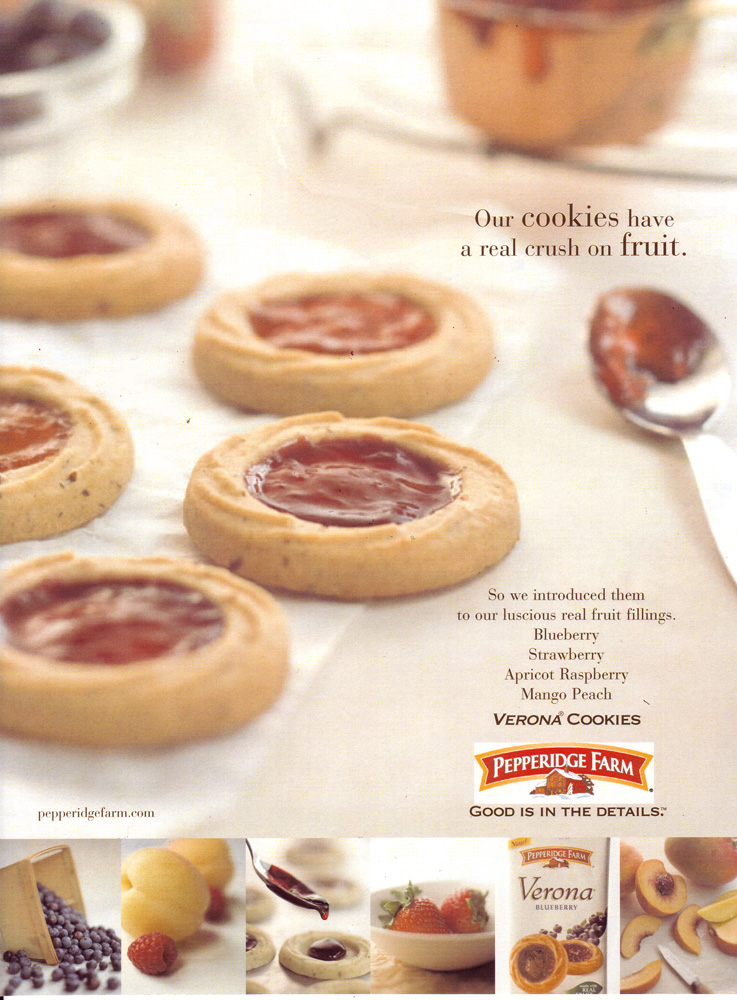 Our cookies have
a real crush on fruit.
So we introduced them
to our luscious real fruit fillings.
Blueberry
Strawberry
Apricot Raspberry
Mango Peach
VERONA® COOKIES
PEPPERIDGE FARM®
GOOD IS IN THE DETAILS.™
pepperidgefarm.com
PEPPERIDGE FARM
Verona
BLUEBERRY
REAL